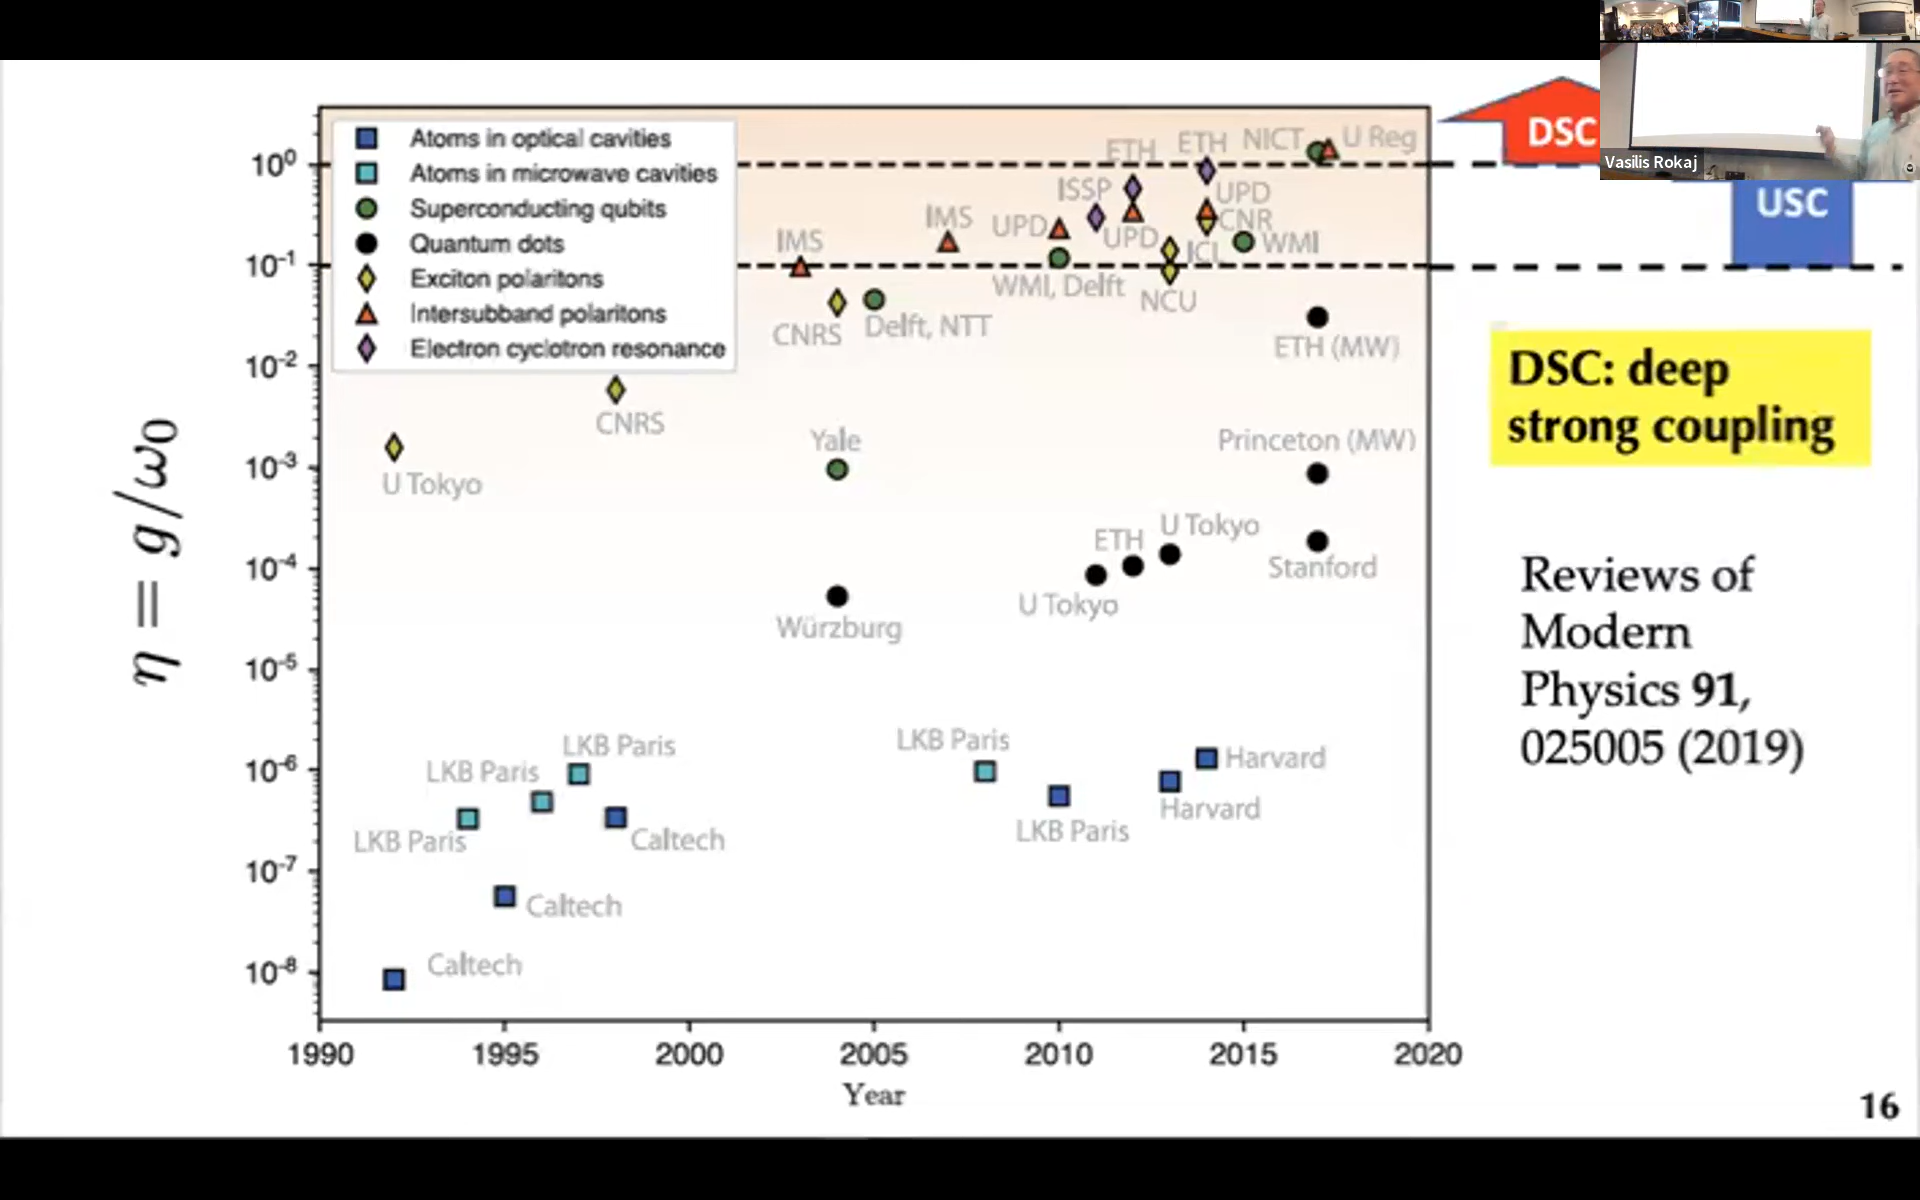 Atoms in optical cavities
Atoms in microwave cavities
Superconducting qubits
Quantum dots
Exciton polaritons
Intersubband polaritons
Electron cyclotron resonance
10⁰
10⁻¹
10⁻²
10⁻³
10⁻⁴
10⁻⁵
10⁻⁶
10⁻⁷
10⁻⁸
η = g/ω₀
ETH
ETH
NICT
U Reg
ISSP
UPD
IMS
UPD
CNR
IMS
UPD
ICL
WMI
WMI, Delft
NCU
CNRS
Delft, NTT
ETH (MW)
CNRS
Yale
Princeton (MW)
U Tokyo
ETH
U Tokyo
Stanford
U Tokyo
Würzburg
LKB Paris
LKB Paris
LKB Paris
Harvard
LKB Paris
Caltech
LKB Paris
Harvard
Caltech
Caltech
1990
1995
2000
2005
2010
2015
2020
Year
DSC
Vasilis Rokaj
USC
DSC: deep
strong coupling
Reviews of
Modern
Physics 91,
025005 (2019)
16